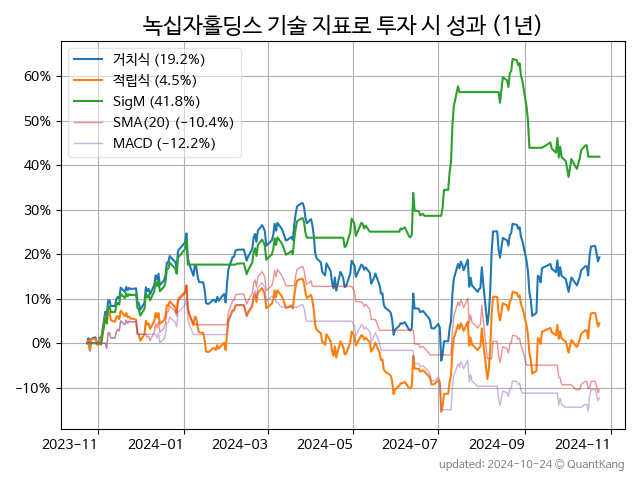 녹십자홀딩스 기술 지표로 투자 시 성과 (1년)
거치식 (19.2%)
적립식 (4.5%)
SigM (41.8%)
SMA(20) (−10.4%)
MACD (−12.2%)
60%
50%
40%
30%
20%
10%
0%
−10%
2023-11 2024-01 2024-03 2024-05 2024-07 2024-09 2024-11
updated: 2024-10-24 © QuantKang